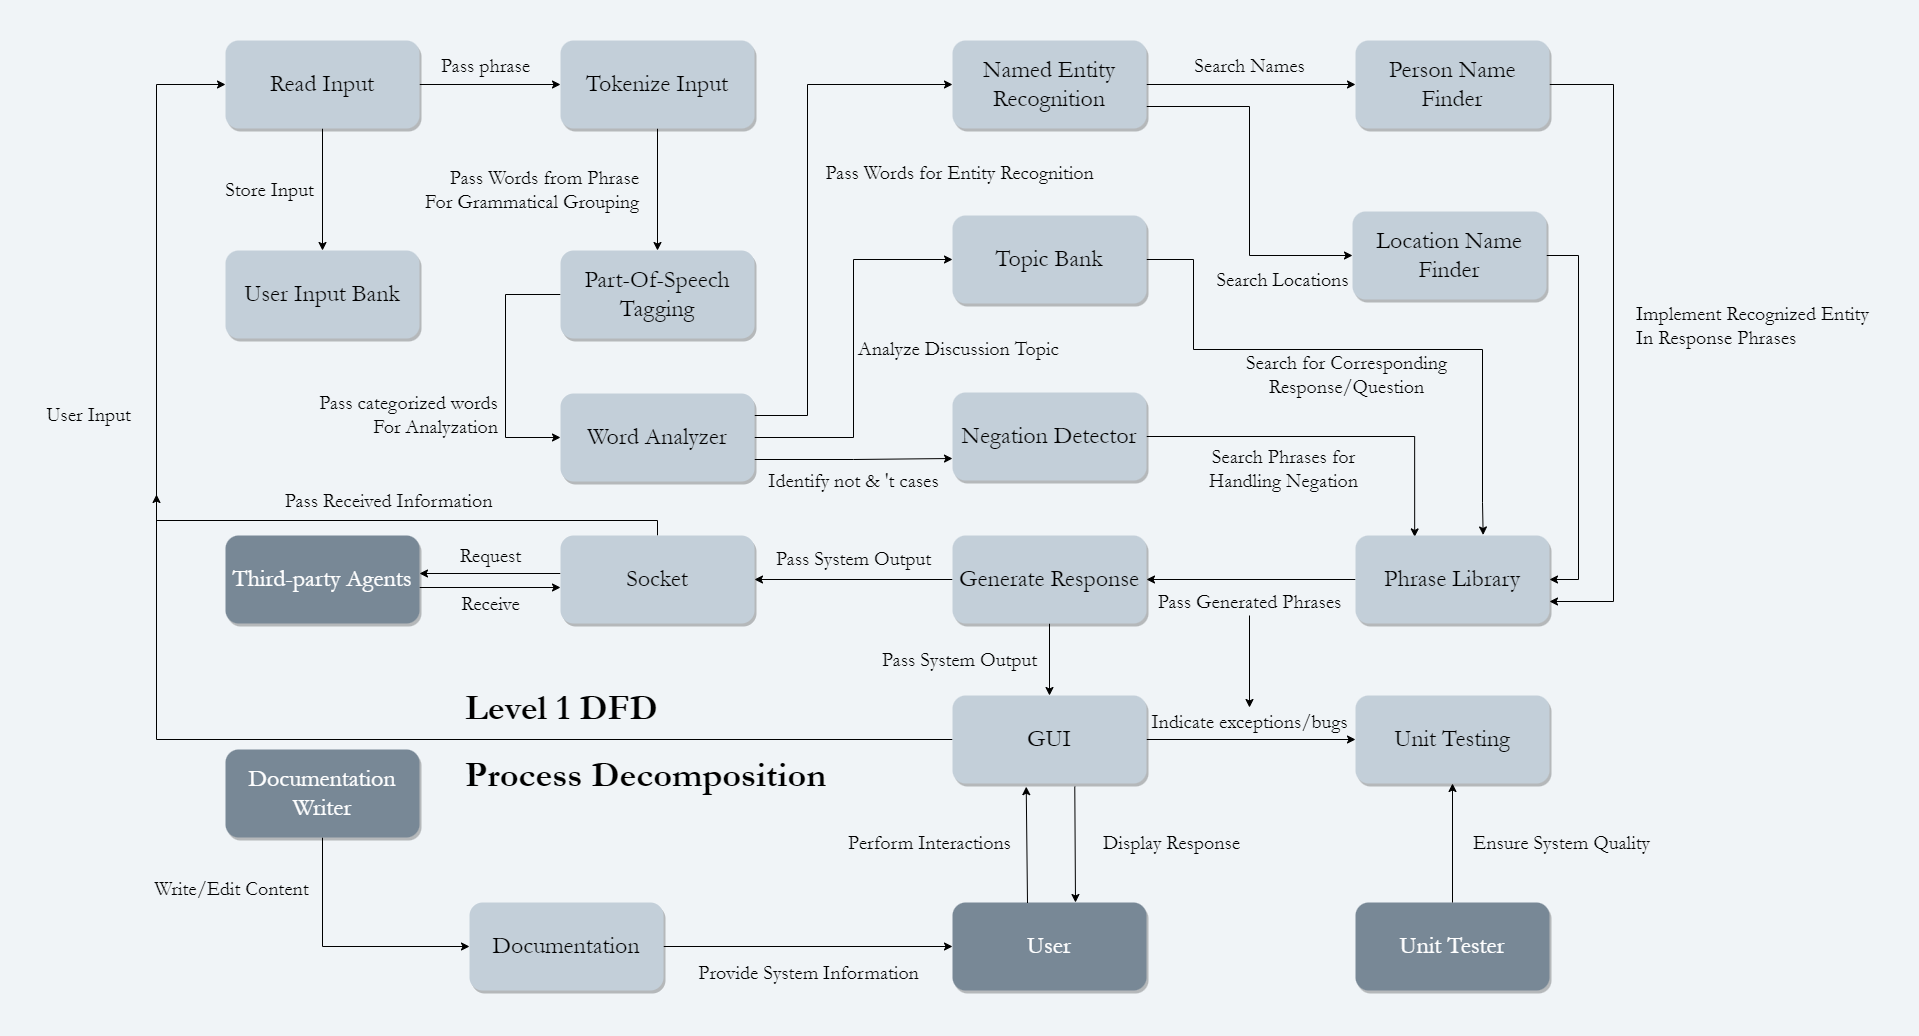 Read Input
Pass phrase
Tokenize Input
Named Entity
Recognition
Search Names
Person Name
Finder
Store Input
Pass Words from Phrase
For Grammatical Grouping
Pass Words for Entity Recognition
User Input Bank
Part-Of-Speech
Tagging
Topic Bank
Location Name
Finder
Search Locations
Implement Recognized Entity
In Response Phrases
Analyze Discussion Topic
Search for Corresponding
Response/Question
User Input
Pass categorized words
For Analyzation
Word Analyzer
Negation Detector
Identify not & 't cases
Search Phrases for
Handling Negation
Pass Received Information
Third-party Agents
Request
Receive
Socket
Pass System Output
Generate Response
Pass Generated Phrases
Phrase Library
Pass System Output
Level 1 DFD
Process Decomposition
GUI
Indicate exceptions/bugs
Unit Testing
Documentation
Writer
Perform Interactions
Display Response
Ensure System Quality
Write/Edit Content
Documentation
Provide System Information
User
Unit Tester